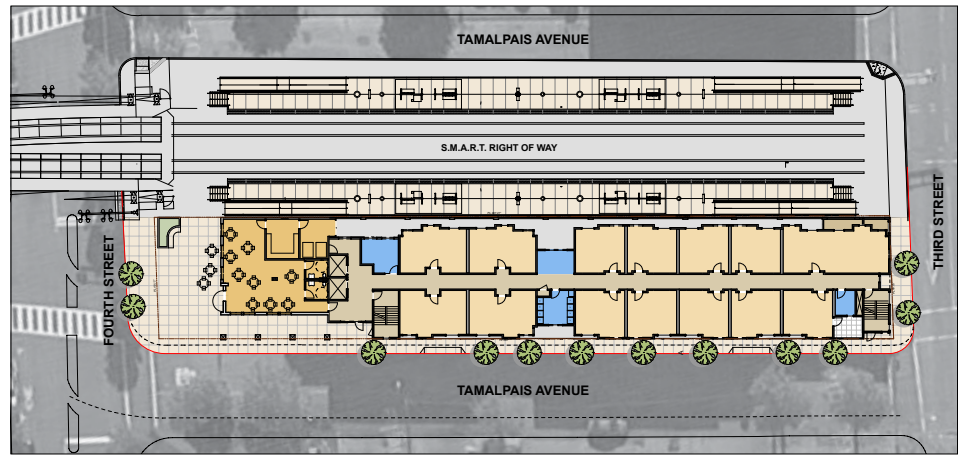 TAMALPAIS AVENUE
S.M.A.R.T. RIGHT OF WAY
FOURTH STREET
THIRD STREET
TAMALPAIS AVENUE